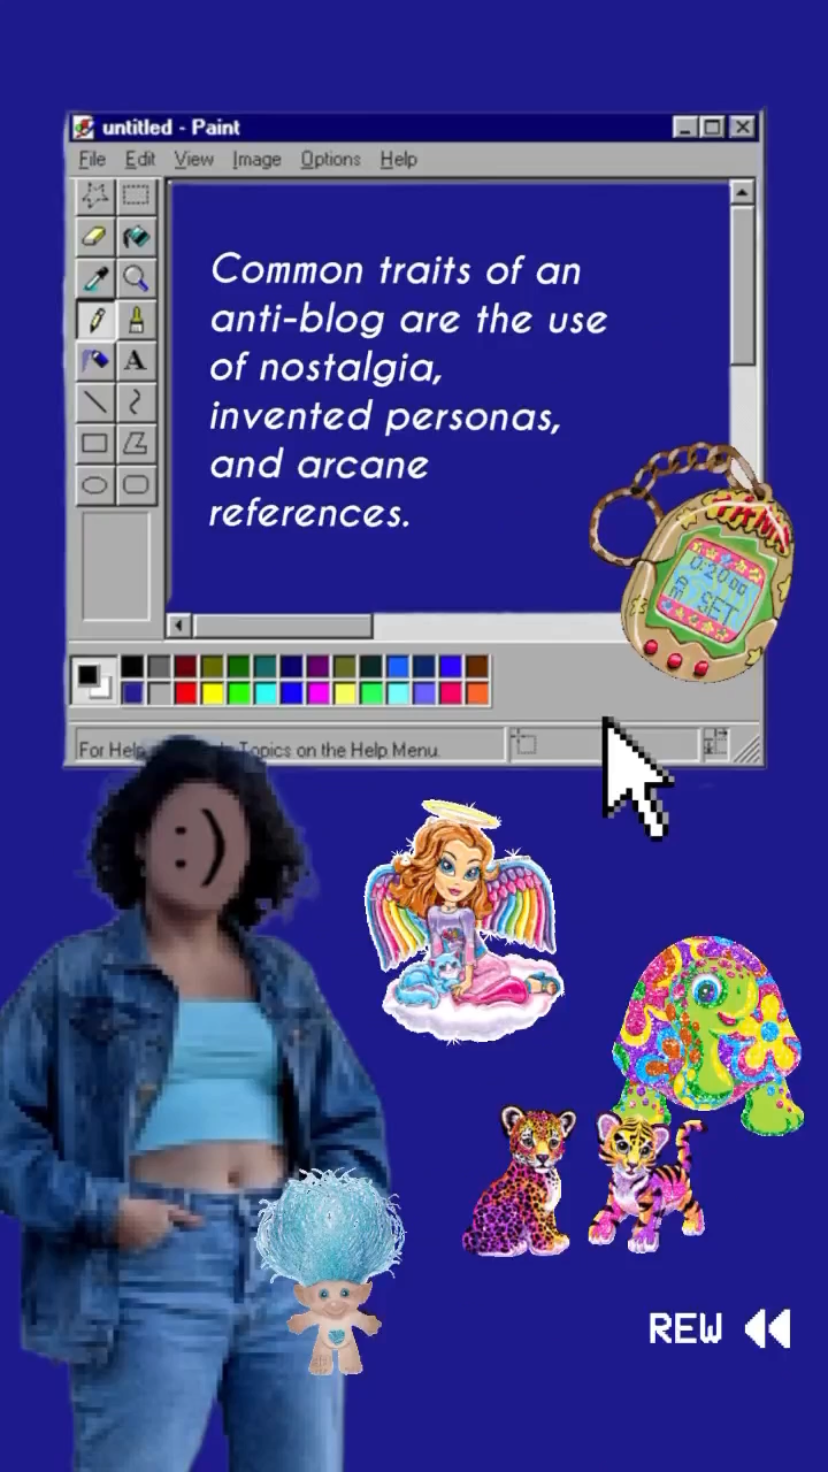 untitled - Paint
File Edit View Image Options Help
A
Common traits of an
anti-blog are the use
of nostalgia,
invented personas,
and arcane
references.
SET
For Help Topics on the Help Menu.
:)
REW